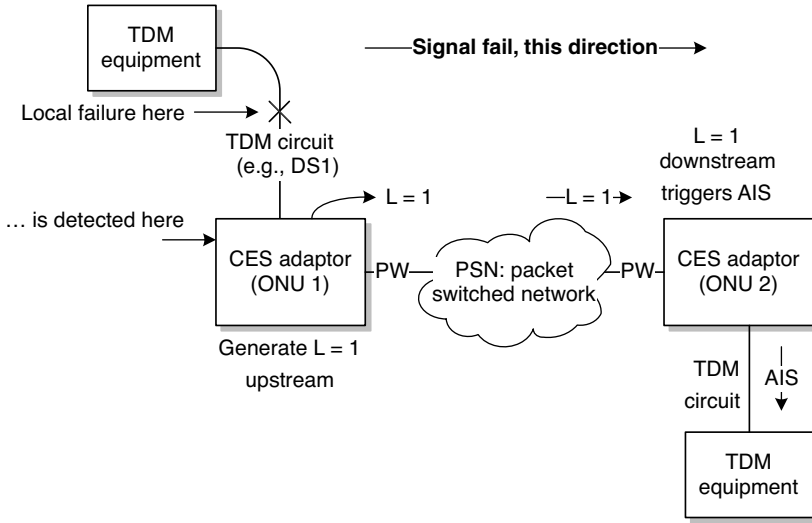 TDM
equipment
Signal fail, this direction
Local failure here
TDM circuit
(e.g., DS1)
L = 1
L = 1
L = 1
downstream
triggers AIS
… is detected here
CES adaptor
(ONU 1)
PW
PSN: packet
switched network
PW
CES adaptor
(ONU 2)
Generate L = 1
upstream
TDM
circuit
AIS
TDM
equipment